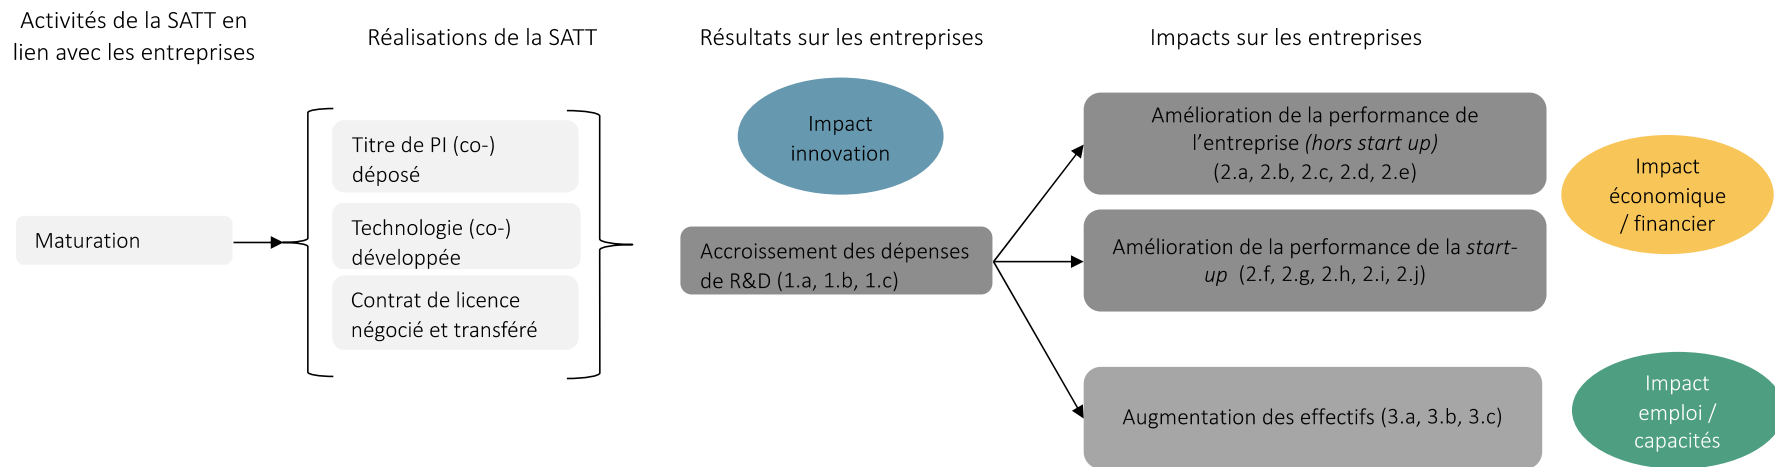 Activités de la SATT en
lien avec les entreprises
Réalisations de la SATT
Résultats sur les entreprises
Impacts sur les entreprises
Maturation
Titre de PI (co-)
déposé
Technologie (co-)
développée
Contrat de licence
négocié et transféré
Impact
innovation
Accroissement des dépenses
de R&D (1.a, 1.b, 1.c)
Amélioration de la performance de
l’entreprise (hors start up)
(2.a, 2.b, 2.c, 2.d, 2.e)
Amélioration de la performance de la start-
up (2.f, 2.g, 2.h, 2.i, 2.j)
Augmentation des effectifs (3.a, 3.b, 3.c)
Impact
économique
/ financier
Impact
emploi /
capacités